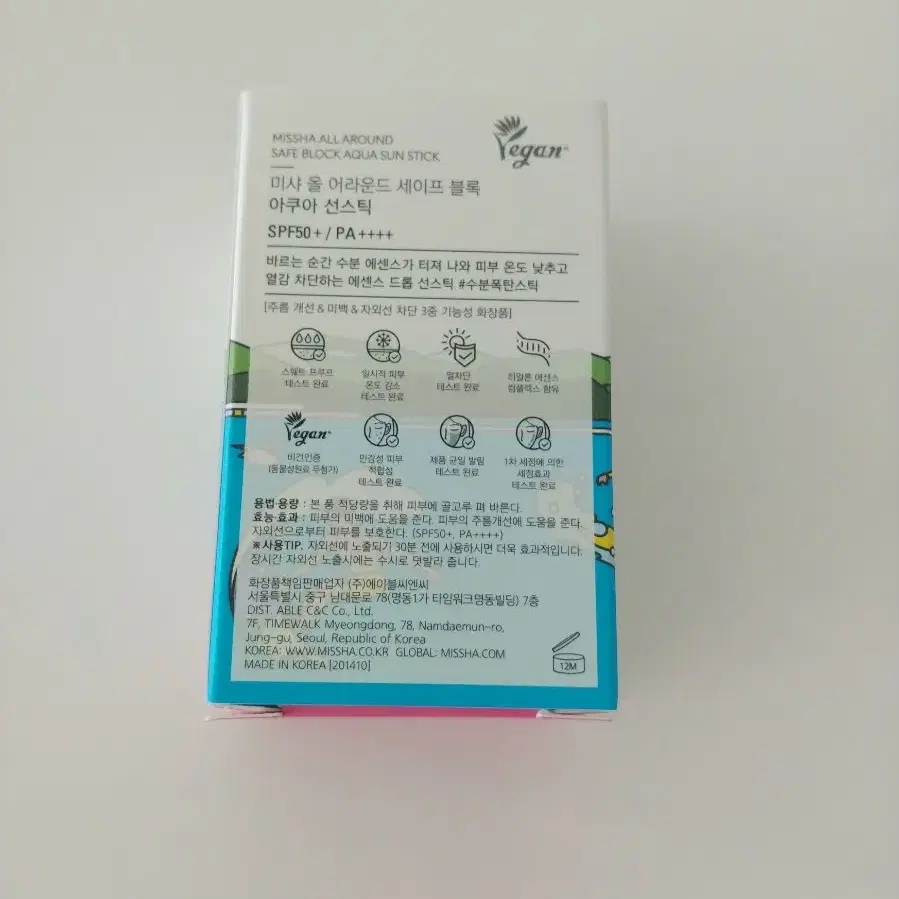 MISSHA ALL AROUND
SAFE BLOCK AQUA SUN STICK
Vegan
미샤 올 어라운드 세이프 블록
아쿠아 선스틱
SPF50+ / PA++++
바르는 순간 수분 에센스가 터져 나와 피부 온도 낮추고
열감 차단하는 에센스 드롭 선스틱 #수분폭탄스틱
[주름 개선 & 미백 & 자외선 차단 3중 기능성 화장품]
스웨트 프루프
테스트 완료
일시적 피부
온도 감소
테스트 완료
열차단
테스트 완료
히알론 에센스
컴플렉스 함유
Vegan
비건인증
(동물성원료 무첨가)
민감성 피부
적합성
테스트 완료
제품 균일 발림
테스트 완료
1차 세정에 의한
세정효과
테스트 완료
용법·용량 : 본 품 적당량을 취해 피부에 골고루 펴 바른다.
효능·효과 : 피부의 미백에 도움을 준다. 피부의 주름개선에 도움을 준다.
자외선으로부터 피부를 보호한다. (SPF50+, PA++++)
※사용TIP. 자외선에 노출되기 30분 전에 사용하시면 더욱 효과적입니다.
장시간 자외선 노출시에는 수시로 덧발라 줍니다.
화장품책임판매업자 (주)에이블씨엔씨
서울특별시 중구 남대문로 78(명동1가 타임워크명동빌딩) 7층
DIST. ABLE C&C Co., Ltd.
7F, TIMEWALK Myeongdong, 78, Namdaemun-ro,
Jung-gu, Seoul, Republic of Korea
KOREA: WWW.MISSHA.CO.KR GLOBAL: MISSHA.COM
MADE IN KOREA [201410]
12M